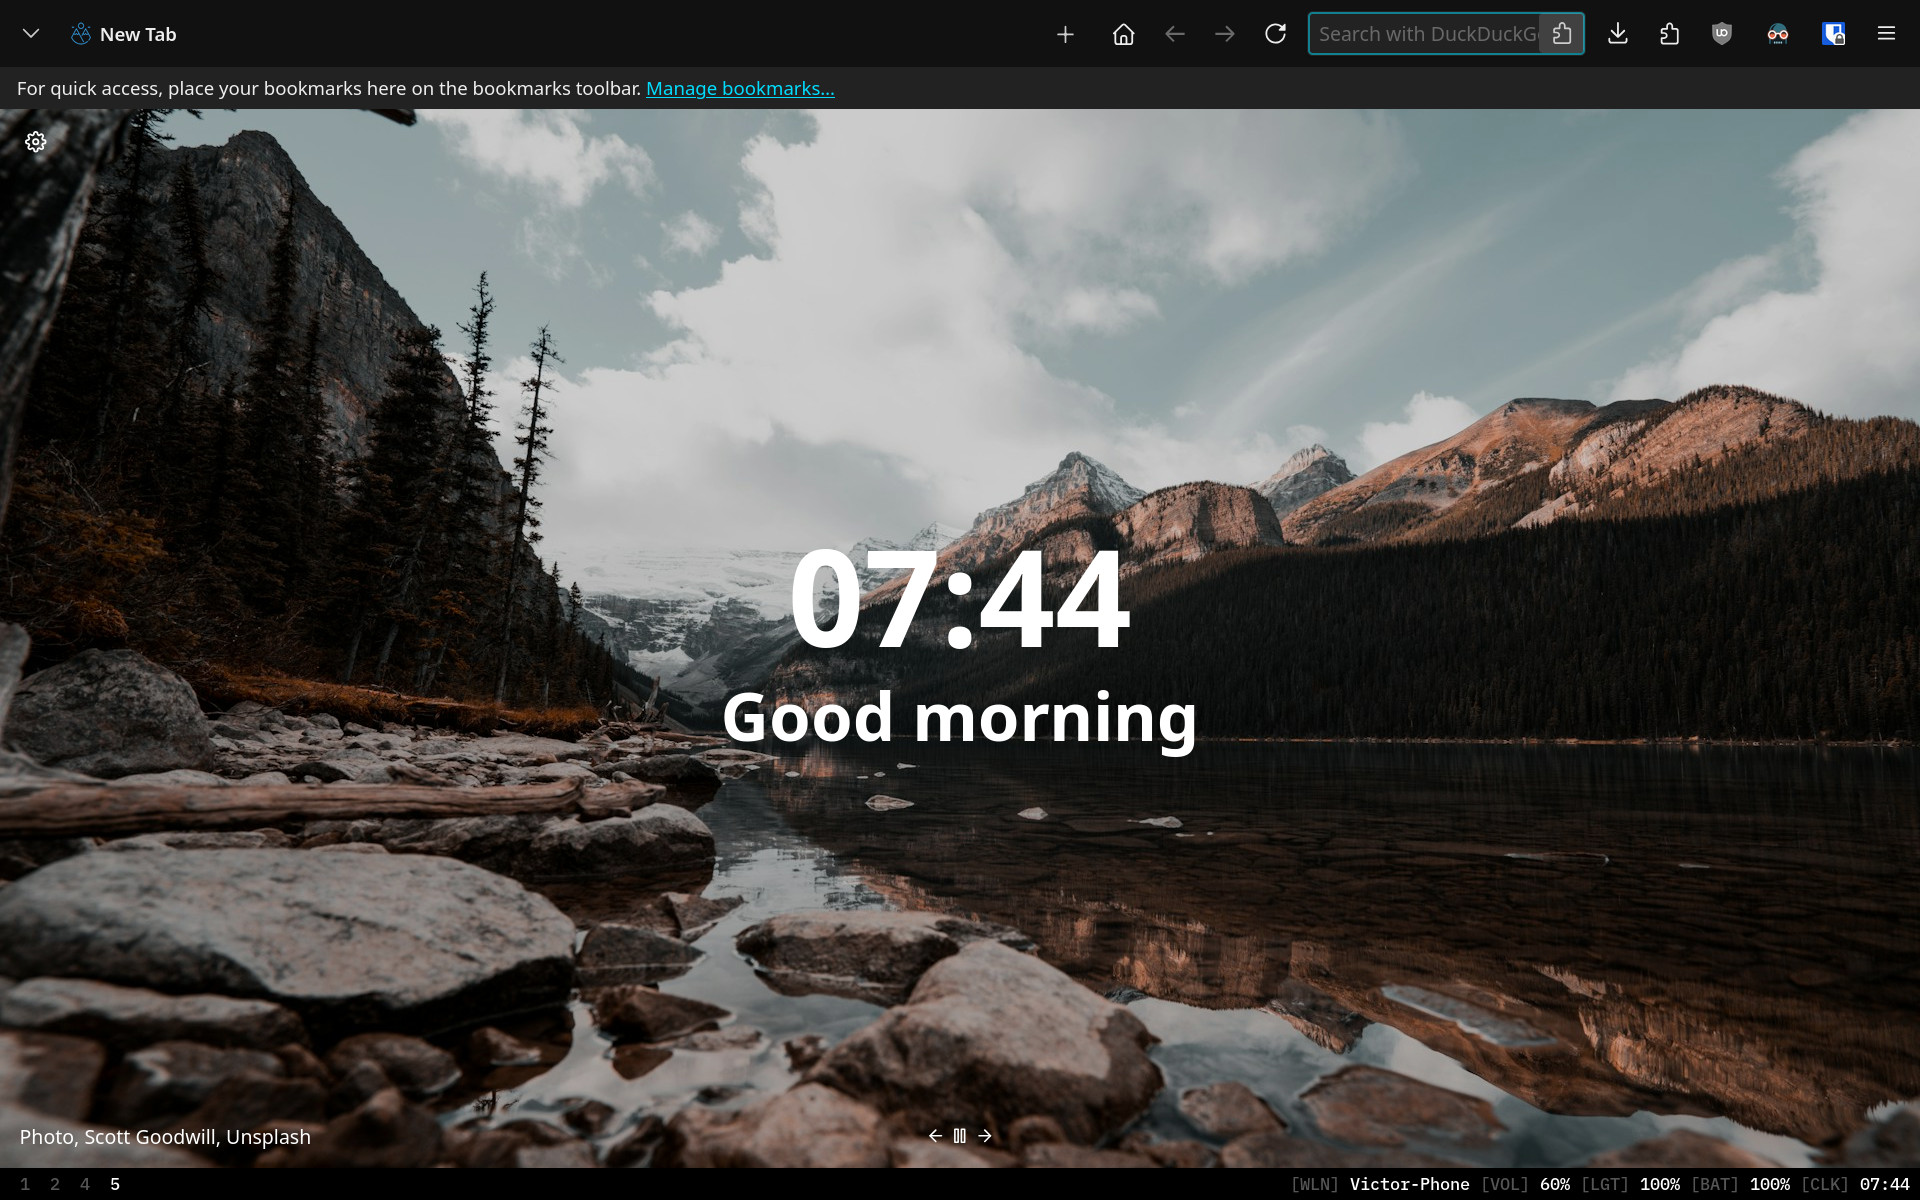 New Tab
Search with DuckDuckG
For quick access, place your bookmarks here on the bookmarks toolbar. Manage bookmarks...
07:44
Good morning
Photo, Scott Goodwill, Unsplash
1 2 4 5
[WLN] Victor-Phone [VOL] 60% [LGT] 100% [BAT] 100% [CLK] 07:44